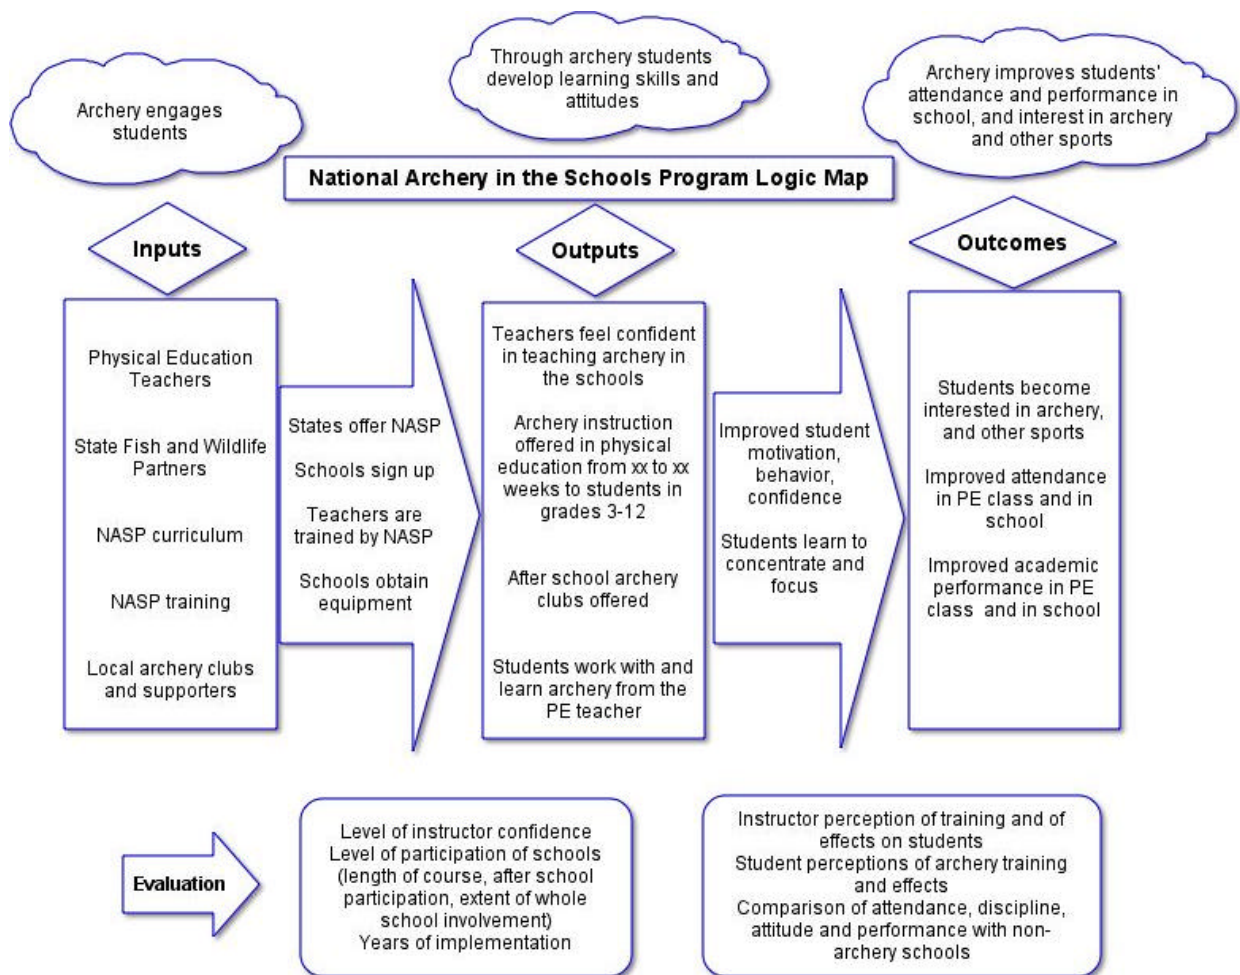 Archery engages
students
Through archery students
develop learning skills and
attitudes
Archery improves students'
attendance and performance in
school, and interest in archery
and other sports
National Archery in the Schools Program Logic Map
Inputs
Outputs
Outcomes
Physical Education
Teachers
State Fish and Wildlife
Partners
NASP curriculum
NASP training
Local archery clubs
and supporters
States offer NASP
Schools sign up
Teachers are
trained by NASP
Schools obtain
equipment
Teachers feel confident
in teaching archery in
the schools
Archery instruction
offered in physical
education from xx to xx
weeks to students in
grades 3-12
After school archery
clubs offered
Students work with and
learn archery from the
PE teacher
Improved student
motivation,
behavior,
confidence
Students learn to
concentrate and
focus
Students become
interested in archery,
and other sports
Improved attendance
in PE class and in
school
Improved academic
performance in PE
class and in school
Evaluation
Level of instructor confidence
Level of participation of schools
(length of course, after school
participation, extent of whole
school involvement)
Years of implementation
Instructor perception of training and of
effects on students
Student perceptions of archery training
and effects
Comparison of attendance, discipline,
attitude and performance with non-
archery schools